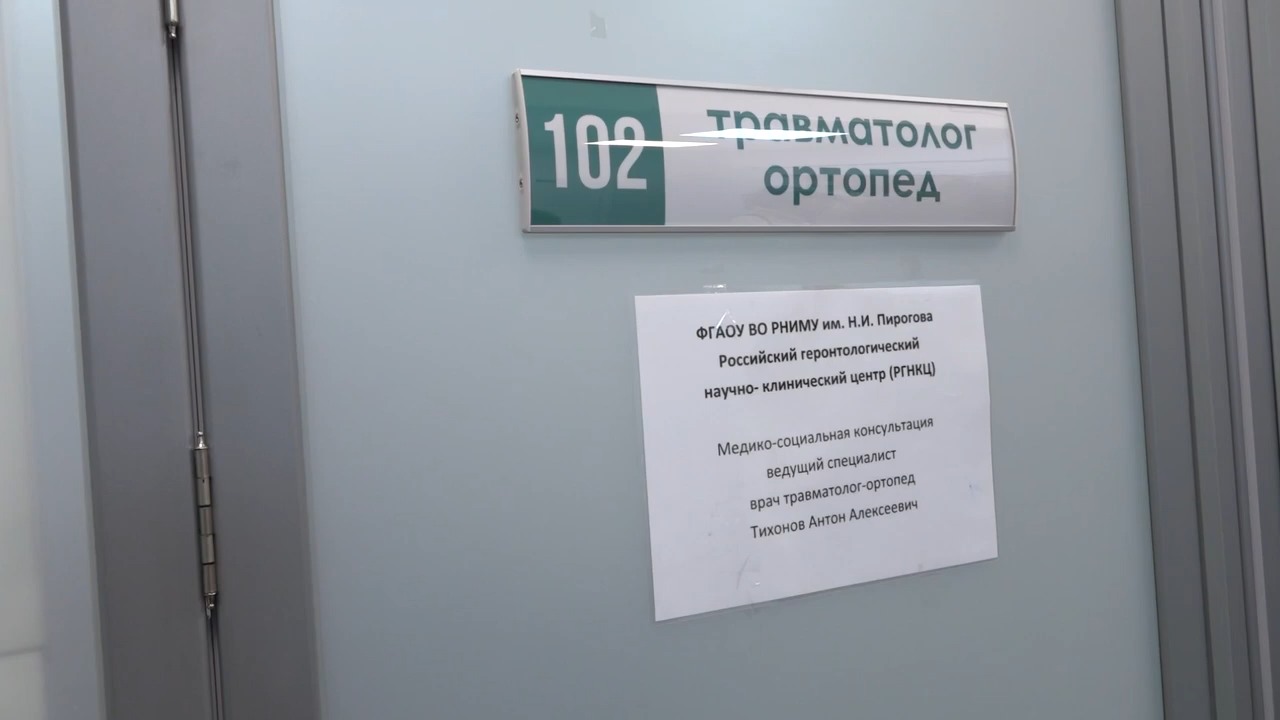 102
травматолог
ортопед
ФГАОУ ВО РНИМУ им. Н.И. Пирогова
Российский геронтологический
научно- клинический центр (РГНКЦ)
Медико-социальная консультация
ведущий специалист
врач травматолог-ортопед
Тихонов Антон Алексеевич